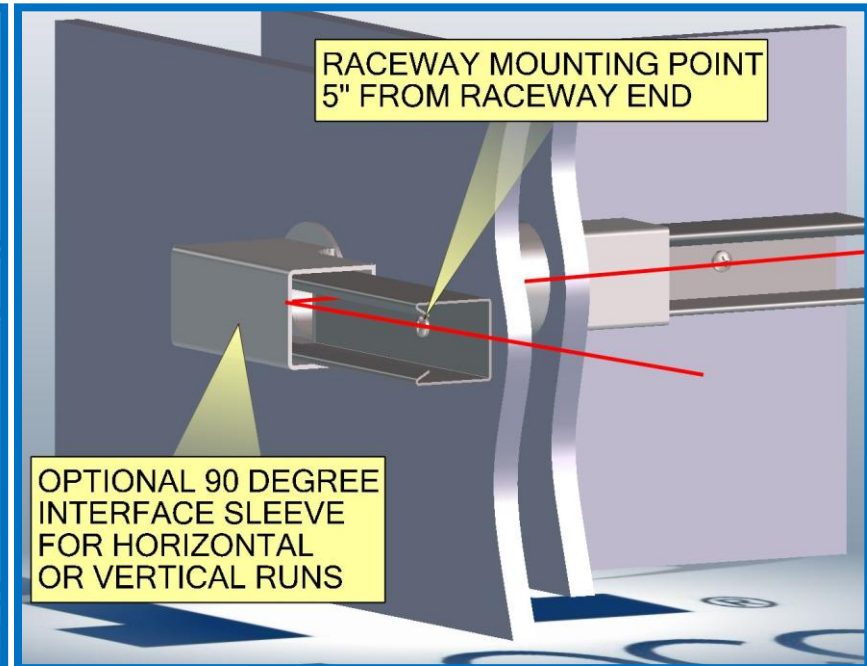 RACEWAY MOUNTING POINT
5" FROM RACEWAY END
OPTIONAL 90 DEGREE
INTERFACE SLEEVE
FOR HORIZONTAL
OR VERTICAL RUNS
®